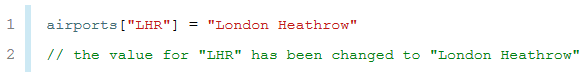 1 airports["LHR"] = "London Heathrow"
2 // the value for "LHR" has been changed to "London Heathrow"